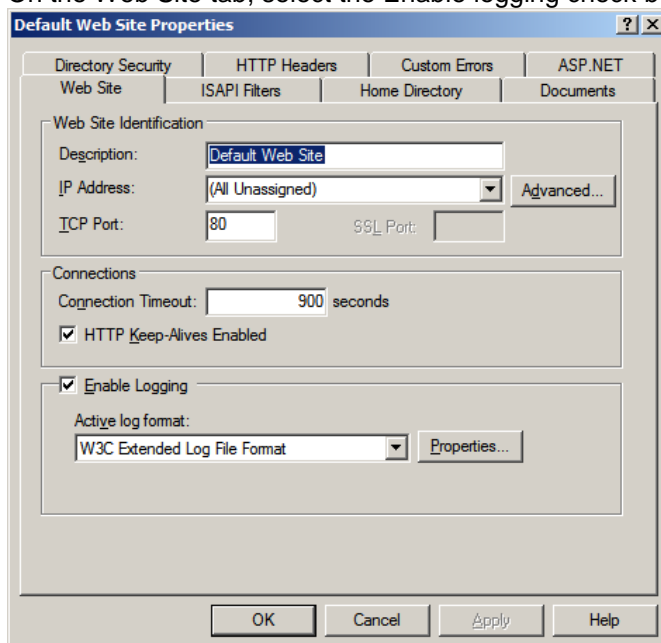 On the Web Site tab, select the Enable logging check b
Default Web Site Properties
Directory Security HTTP Headers Custom Errors ASP.NET
Web Site ISAPI Filters Home Directory Documents
Web Site Identification
Description: Default Web Site
IP Address: (All Unassigned) Advanced...
TCP Port: 80 SSL Port:
Connections
Connection Timeout: 900 seconds
HTTP Keep-Alives Enabled
Enable Logging
Active log format:
W3C Extended Log File Format Properties...
OK Cancel Apply Help